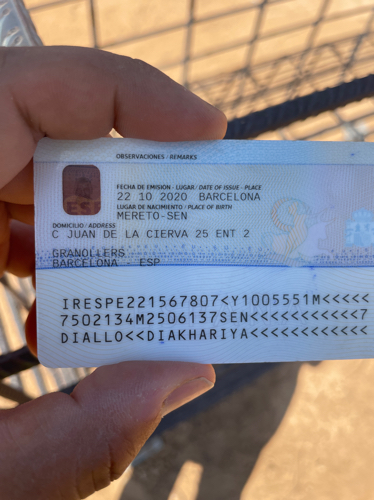 OBSERVACIONES · REMARKS
FECHA DE EMISIÓN · LUGAR / DATE OF ISSUE · PLACE
22 10 2020 BARCELONA
LUGAR DE NACIMIENTO / PLACE OF BIRTH
MERETO-SEN
DOMICILIO / ADDRESS
C JUAN DE LA CIERVA 25 ENT 2
GRANOLLERS
BARCELONA - ESP
IRESPE221567807<Y1005551M<<<<<
7502134M2506137SEN<<<<<<<<<<<7
DIALLO<<DIAKHARIYA<<<<<<<<<<<<